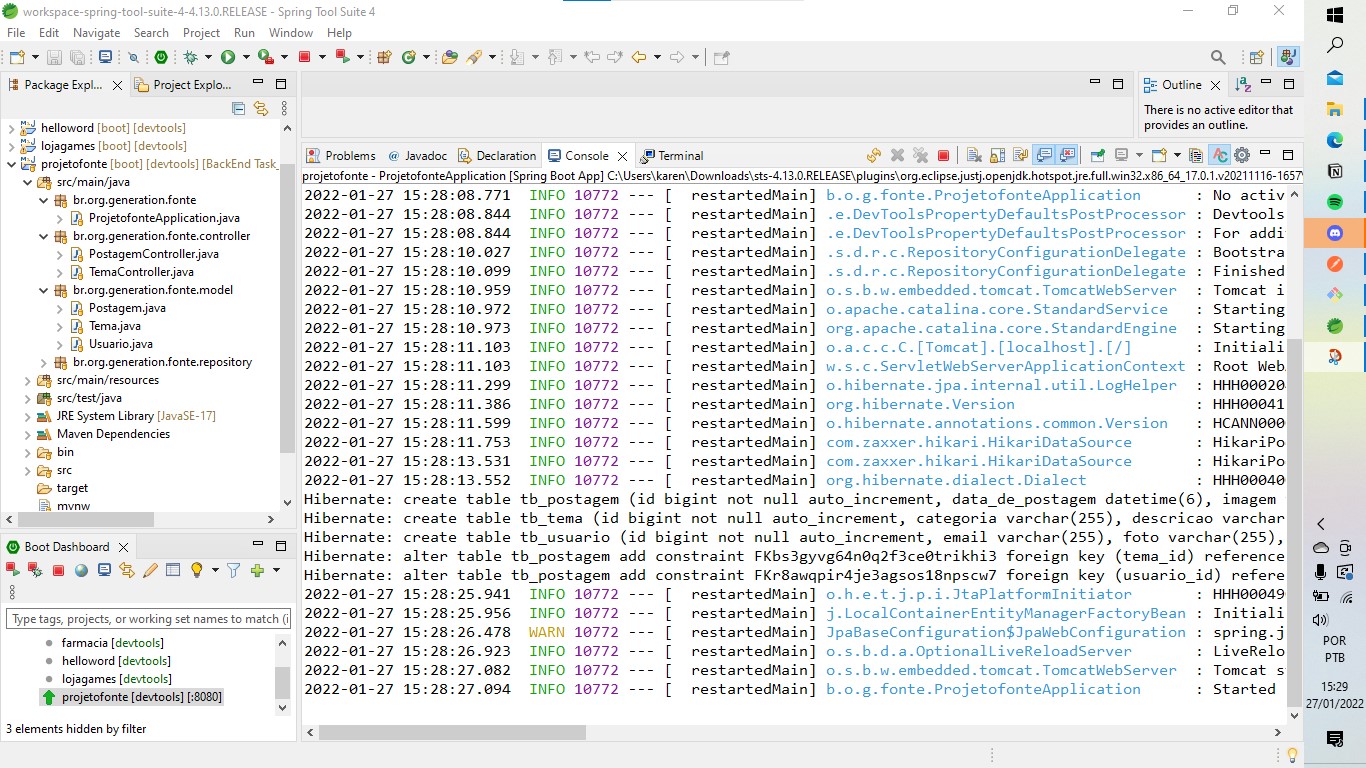 workspace-spring-tool-suite-4-4.13.0.RELEASE - Spring Tool Suite 4
File Edit Navigate Search Project Run Window Help
Package Expl...
Project Explo...
helloword [boot] [devtools]
lojagames [boot] [devtools]
projetofonte [boot] [devtools] [BackEnd Task_
src/main/java
br.org.generation.fonte
ProjetofonteApplication.java
br.org.generation.fonte.controller
PostagemController.java
TemaController.java
br.org.generation.fonte.model
Postagem.java
Tema.java
Usuario.java
br.org.generation.fonte.repository
src/main/resources
src/test/java
JRE System Library [JavaSE-17]
Maven Dependencies
bin
src
target
mvnw
Boot Dashboard
Type tags, projects, or working set names to match (i
farmacia [devtools]
helloword [devtools]
lojagames [devtools]
projetofonte [devtools] [:8080]
3 elements hidden by filter
Outline
There is no active editor that
provides an outline.
Problems @ Javadoc Declaration Console Terminal
projetofonte - ProjetofonteApplication [Spring Boot App] C:\Users\karen\Downloads\sts-4.13.0.RELEASE\plugins\org.eclipse.justj.openjdk.hotspot.jre.full.win32.x86_64_17.0.1.v20211116-1657\
2022-01-27 15:28:08.771 INFO 10772 --- [ restartedMain] b.o.g.fonte.ProjetofonteApplication : No activ
2022-01-27 15:28:08.844 INFO 10772 --- [ restartedMain] .e.DevToolsPropertyDefaultsPostProcessor : Devtools
2022-01-27 15:28:08.844 INFO 10772 --- [ restartedMain] .e.DevToolsPropertyDefaultsPostProcessor : For addi
2022-01-27 15:28:10.027 INFO 10772 --- [ restartedMain] .s.d.r.c.RepositoryConfigurationDelegate : Bootstra
2022-01-27 15:28:10.099 INFO 10772 --- [ restartedMain] .s.d.r.c.RepositoryConfigurationDelegate : Finished
2022-01-27 15:28:10.959 INFO 10772 --- [ restartedMain] o.s.b.w.embedded.tomcat.TomcatWebServer : Tomcat i
2022-01-27 15:28:10.972 INFO 10772 --- [ restartedMain] o.apache.catalina.core.StandardService : Starting
2022-01-27 15:28:10.973 INFO 10772 --- [ restartedMain] org.apache.catalina.core.StandardEngine : Starting
2022-01-27 15:28:11.103 INFO 10772 --- [ restartedMain] o.a.c.c.C.[Tomcat].[localhost].[/] : Initiali
2022-01-27 15:28:11.103 INFO 10772 --- [ restartedMain] w.s.c.ServletWebServerApplicationContext : Root Web
2022-01-27 15:28:11.299 INFO 10772 --- [ restartedMain] o.hibernate.jpa.internal.util.LogHelper : HHH00020
2022-01-27 15:28:11.386 INFO 10772 --- [ restartedMain] org.hibernate.Version : HHH00041
2022-01-27 15:28:11.599 INFO 10772 --- [ restartedMain] o.hibernate.annotations.common.Version : HCANN000
2022-01-27 15:28:11.753 INFO 10772 --- [ restartedMain] com.zaxxer.hikari.HikariDataSource : HikariPo
2022-01-27 15:28:13.531 INFO 10772 --- [ restartedMain] com.zaxxer.hikari.HikariDataSource : HikariPo
2022-01-27 15:28:13.552 INFO 10772 --- [ restartedMain] org.hibernate.dialect.Dialect : HHH00040
Hibernate: create table tb_postagem (id bigint not null auto_increment, data_de_postagem datetime(6), imagem
Hibernate: create table tb_tema (id bigint not null auto_increment, categoria varchar(255), descricao varchar
Hibernate: create table tb_usuario (id bigint not null auto_increment, email varchar(255), foto varchar(255),
Hibernate: alter table tb_postagem add constraint FKbs3gyvg64n0q2f3ce0trikhi3 foreign key (tema_id) reference
Hibernate: alter table tb_postagem add constraint FKr8awqpir4je3agsos18npscw7 foreign key (usuario_id) refere
2022-01-27 15:28:25.941 INFO 10772 --- [ restartedMain] o.h.e.t.j.p.i.JtaPlatformInitiator : HHH00049
2022-01-27 15:28:25.956 INFO 10772 --- [ restartedMain] j.LocalContainerEntityManagerFactoryBean : Initiali
2022-01-27 15:28:26.478 WARN 10772 --- [ restartedMain] JpaBaseConfiguration$JpaWebConfiguration : spring.j
2022-01-27 15:28:26.923 INFO 10772 --- [ restartedMain] o.s.b.d.a.OptionalLiveReloadServer : LiveRelo
2022-01-27 15:28:27.082 INFO 10772 --- [ restartedMain] o.s.b.w.embedded.tomcat.TomcatWebServer : Tomcat s
2022-01-27 15:28:27.094 INFO 10772 --- [ restartedMain] b.o.g.fonte.ProjetofonteApplication : Started
POR
PTB
15:29
27/01/2022